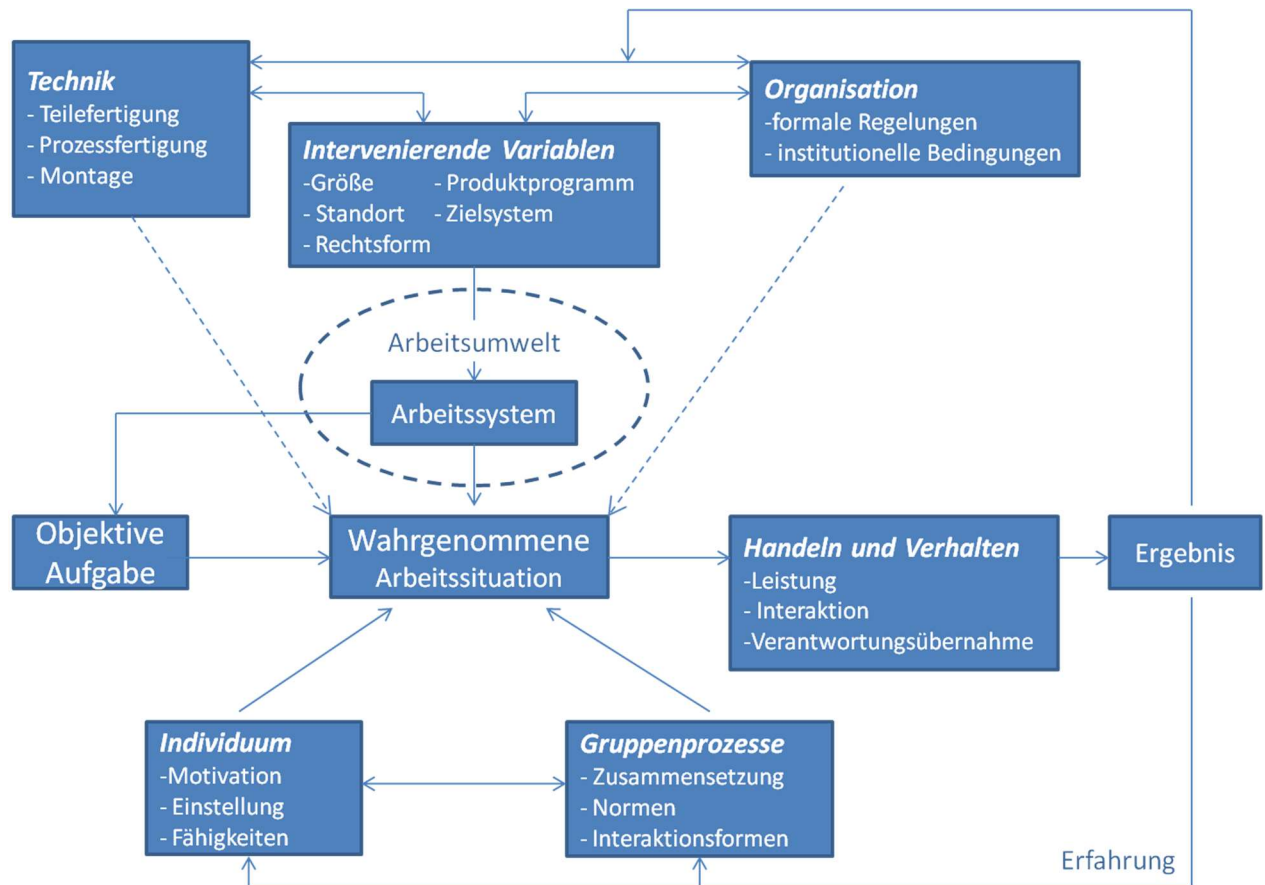 Technik
- Teilefertigung
- Prozessfertigung
- Montage
Organisation
-formale Regelungen
- institutionelle Bedingungen
Intervenierende Variablen
-Größe - Produktprogramm
- Standort - Zielsystem
- Rechtsform
Arbeitsumwelt
Arbeitssystem
Objektive
Aufgabe
Wahrgenommene
Arbeitssituation
Handeln und Verhalten
-Leistung
- Interaktion
-Verantwortungsübernahme
Ergebnis
Individuum
-Motivation
- Einstellung
- Fähigkeiten
Gruppenprozesse
- Zusammensetzung
- Normen
- Interaktionsformen
Erfahrung